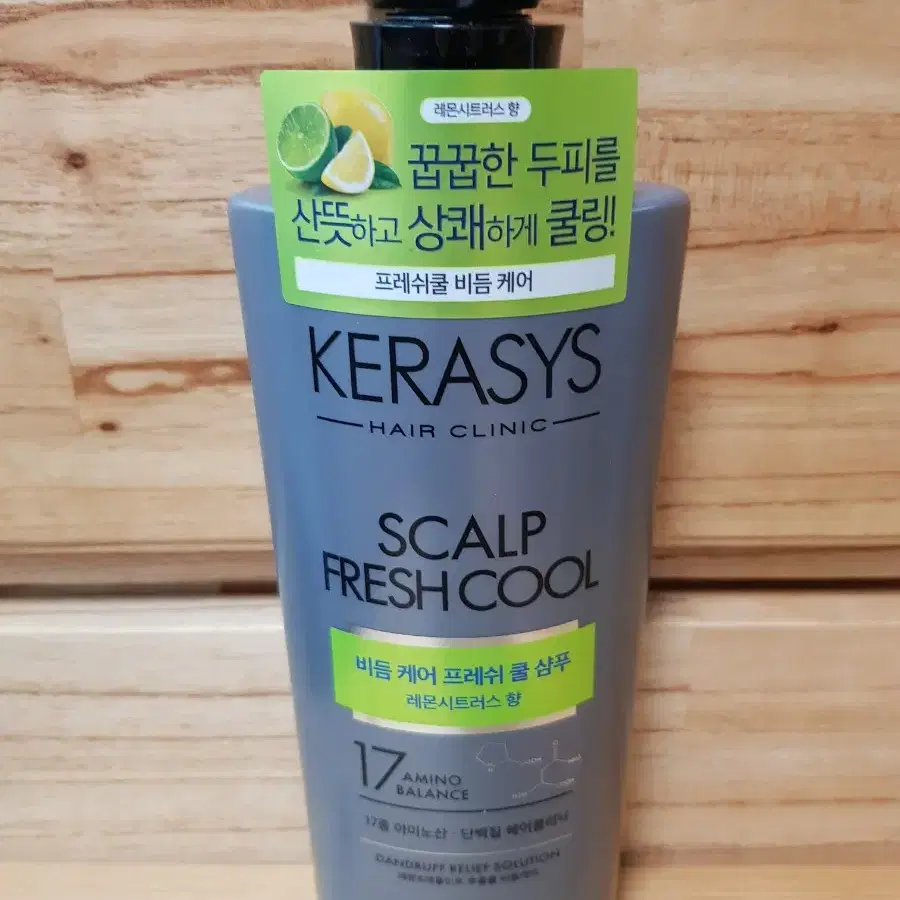 레몬시트러스 향
꿉꿉한 두피를
산뜻하고 상쾌하게 쿨링!
프레쉬쿨 비듬 케어
KERASYS
HAIR CLINIC
SCALP
FRESH COOL
비듬 케어 프레쉬 쿨 샴푸
레몬시트러스 향
17 AMINO
BALANCE
17종 아미노산 · 단백질 헤어클리닉
DANDRUFF RELIEF SOLUTION